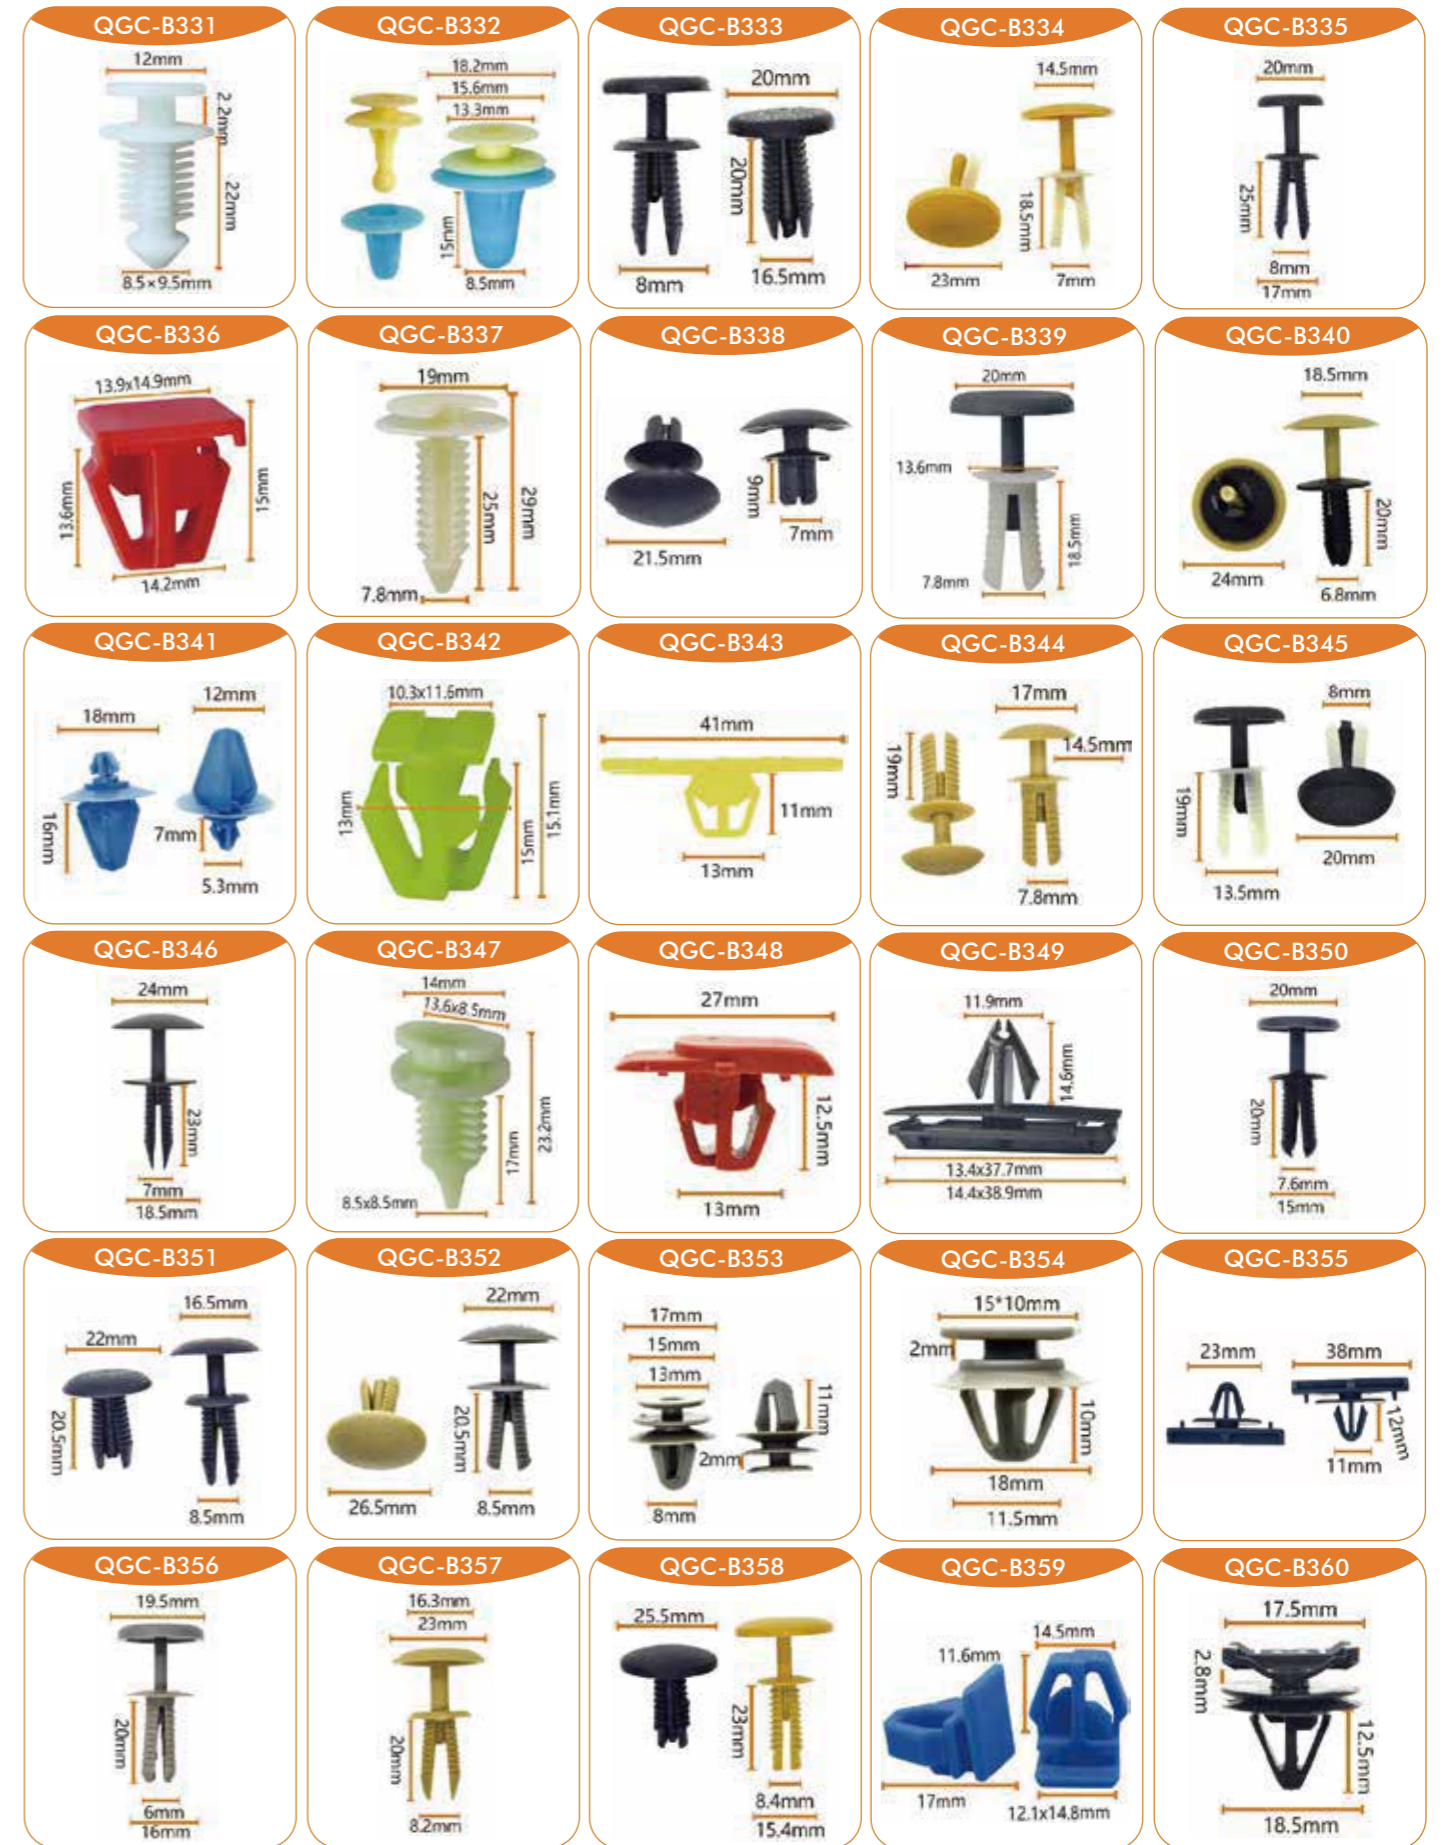 QGC-B331
12mm
2.2mm
22mm
8.5×9.5mm
QGC-B332
18.2mm
15.6mm
13.3mm
15mm
8.5mm
QGC-B333
20mm
20mm
8mm
16.5mm
QGC-B334
14.5mm
18.5mm
23mm
7mm
QGC-B335
20mm
25mm
8mm
17mm
QGC-B336
13.9x14.9mm
13.6mm
15mm
14.2mm
QGC-B337
19mm
25mm
29mm
7.8mm
QGC-B338
9mm
7mm
21.5mm
QGC-B339
20mm
13.6mm
18.5mm
7.8mm
QGC-B340
18.5mm
20mm
24mm
6.8mm
QGC-B341
12mm
18mm
16mm
7mm
5.3mm
QGC-B342
10.3x11.6mm
13mm
15mm
15.1mm
QGC-B343
41mm
11mm
13mm
QGC-B344
17mm
14.5mm
19mm
7.8mm
QGC-B345
8mm
19mm
20mm
13.5mm
QGC-B346
24mm
23mm
7mm
18.5mm
QGC-B347
14mm
13.6x8.5mm
17mm
23.2mm
8.5x8.5mm
QGC-B348
27mm
12.5mm
13mm
QGC-B349
11.9mm
14.6mm
13.4x37.7mm
14.4x38.9mm
QGC-B350
20mm
20mm
7.6mm
15mm
QGC-B351
16.5mm
22mm
20.5mm
8.5mm
QGC-B352
22mm
20.5mm
26.5mm
8.5mm
QGC-B353
17mm
15mm
13mm
11mm
2mm
8mm
QGC-B354
15*10mm
2mm
10mm
18mm
11.5mm
QGC-B355
23mm
38mm
12mm
11mm
QGC-B356
19.5mm
20mm
6mm
16mm
QGC-B357
16.3mm
23mm
20mm
8.2mm
QGC-B358
25.5mm
23mm
8.4mm
15.4mm
QGC-B359
14.5mm
11.6mm
17mm
12.1x14.8mm
QGC-B360
17.5mm
2.8mm
12.5mm
18.5mm